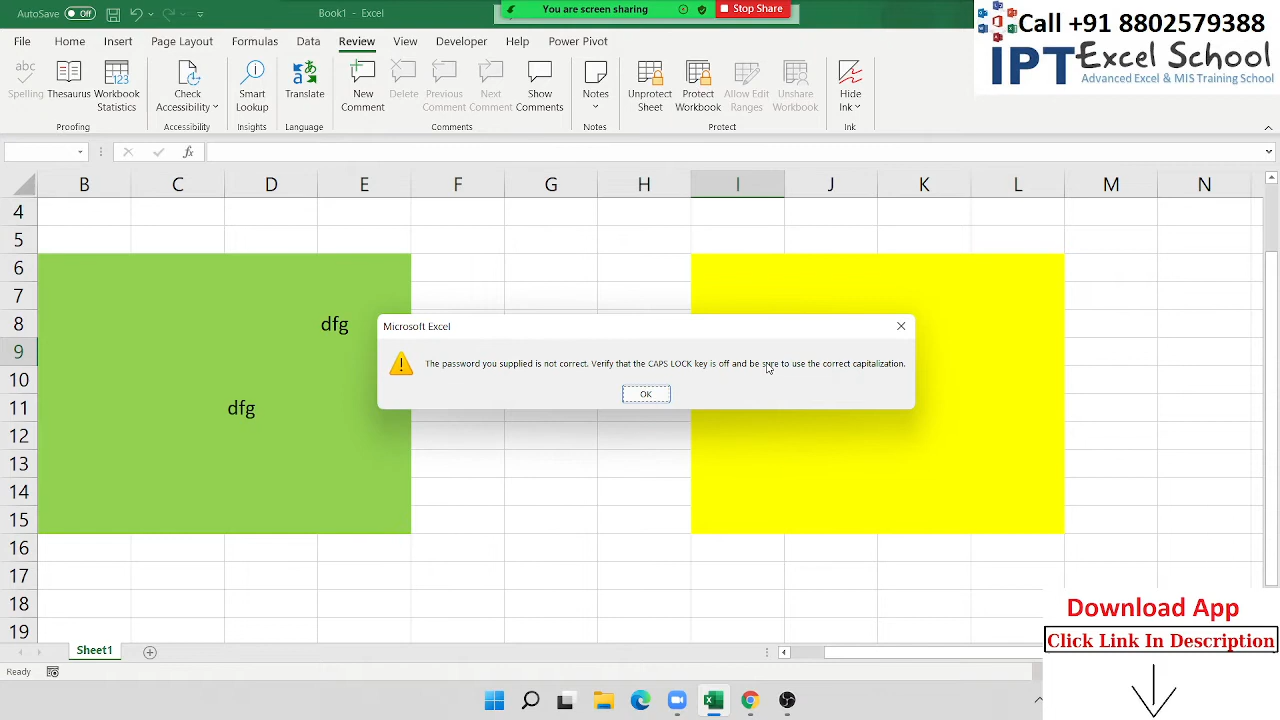 AutoSave Off Book1 - Excel You are screen sharing Stop Share
Call +91 8802579388
IPT Excel School
Advanced Excel & MIS Training School
File Home Insert Page Layout Formulas Data Review View Developer Help Power Pivot
abc
123
Spelling Thesaurus Workbook Statistics Check Accessibility Smart Lookup Translate New Comment Delete Previous Comment Next Comment Show Comments Notes Unprotect Sheet Protect Workbook Allow Edit Ranges Unshare Workbook Hide Ink
Proofing Accessibility Insights Language Comments Notes Protect Ink
fx
B C D E F G H I J K L M N
4
5
6
7
8 dfg
Microsoft Excel
The password you supplied is not correct. Verify that the CAPS LOCK key is off and be sure to use the correct capitalization.
OK
9
10
11 dfg
12
13
14
15
16
17
18
19
Download App
Click Link In Description
Sheet1
Ready